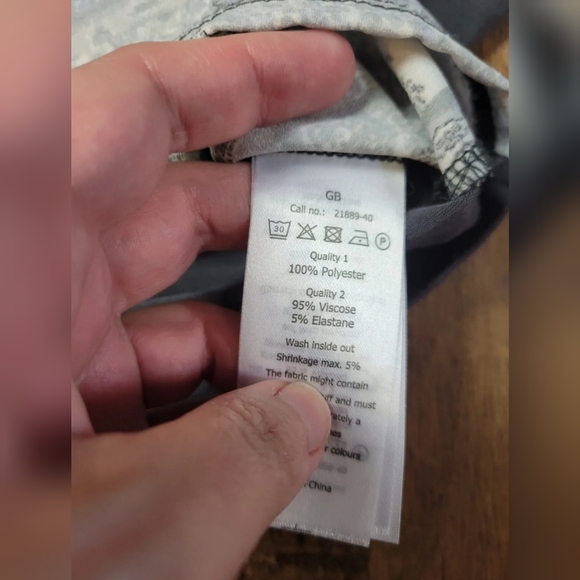 GB
Call no.: 21889-40
30 P
Quality 1
100% Polyester
Quality 2
95% Viscose
5% Elastane
Wash inside out
Shrinkage max. 5%
The fabric might contain
and must
a
colours
China